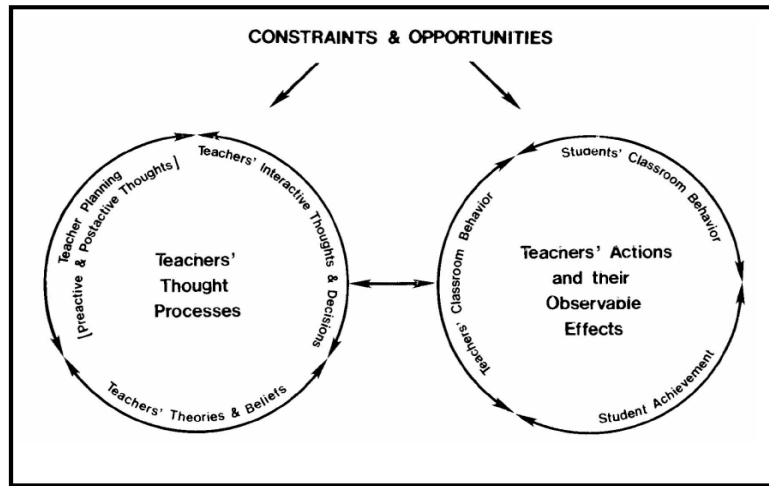 CONSTRAINTS & OPPORTUNITIES
Teacher Planning
[Preactive & Postactive Thoughts]
Teachers' Interactive Thoughts & Decisions
Teachers' Theories & Beliefs
Teachers'
Thought
Processes
Teachers' Classroom Behavior
Students' Classroom Behavior
Student Achievement
Teachers' Actions
and their
Observable
Effects